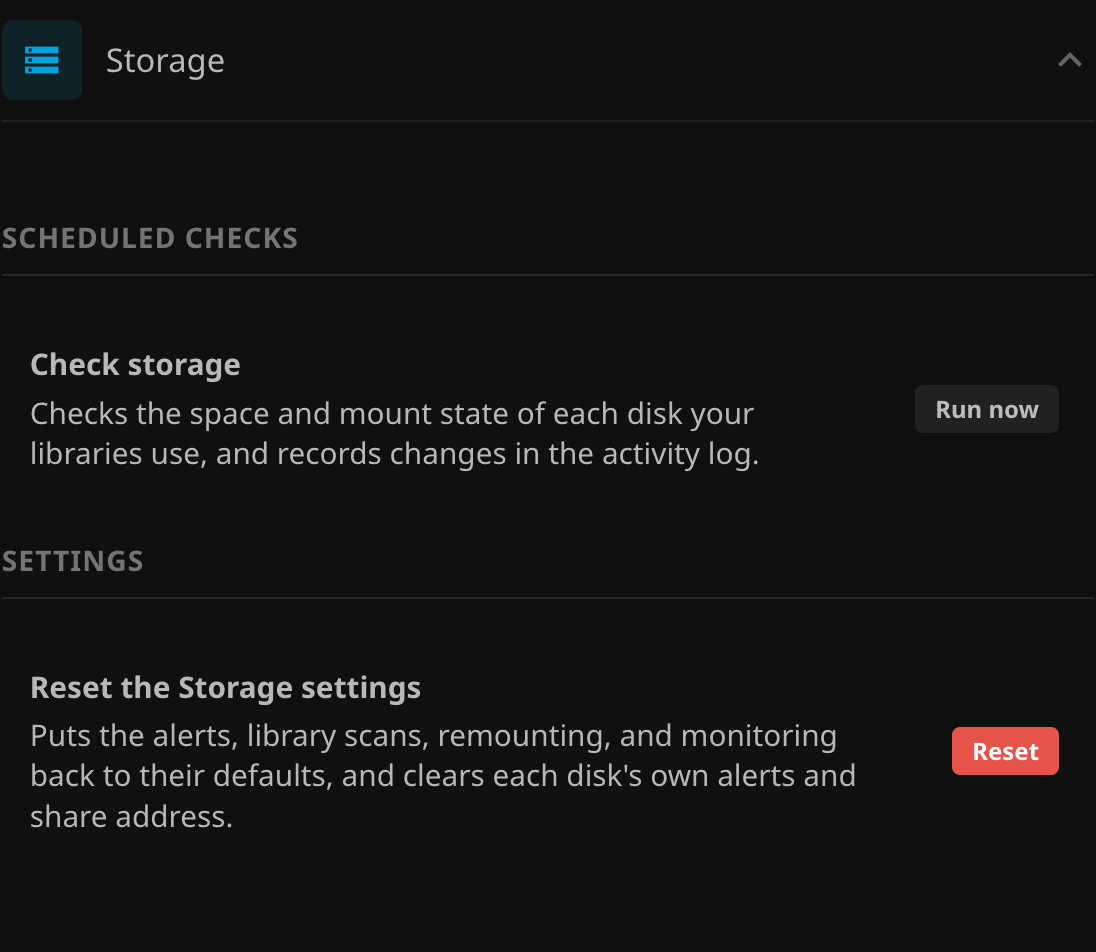 Storage
SCHEDULED CHECKS
Check storage
Checks the space and mount state of each disk your
libraries use, and records changes in the activity log.
Run now
SETTINGS
Reset the Storage settings
Puts the alerts, library scans, remounting, and monitoring
back to their defaults, and clears each disk's own alerts and
share address.
Reset